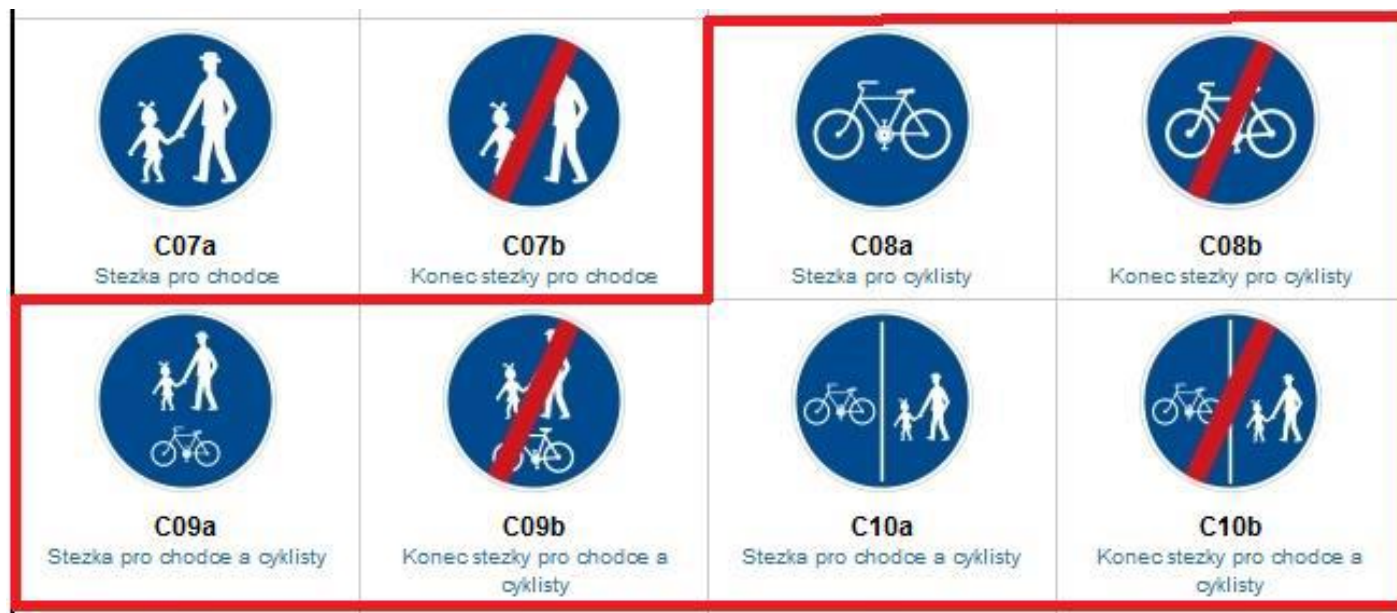 C07a
Stezka pro chodce
C07b
Konec stezky pro chodce
C08a
Stezka pro cyklisty
C08b
Konec stezky pro cyklisty
C09a
Stezka pro chodce a cyklisty
C09b
Konec stezky pro chodce a
cyklisty
C10a
Stezka pro chodce a cyklisty
C10b
Konec stezky pro chodce a
cyklisty